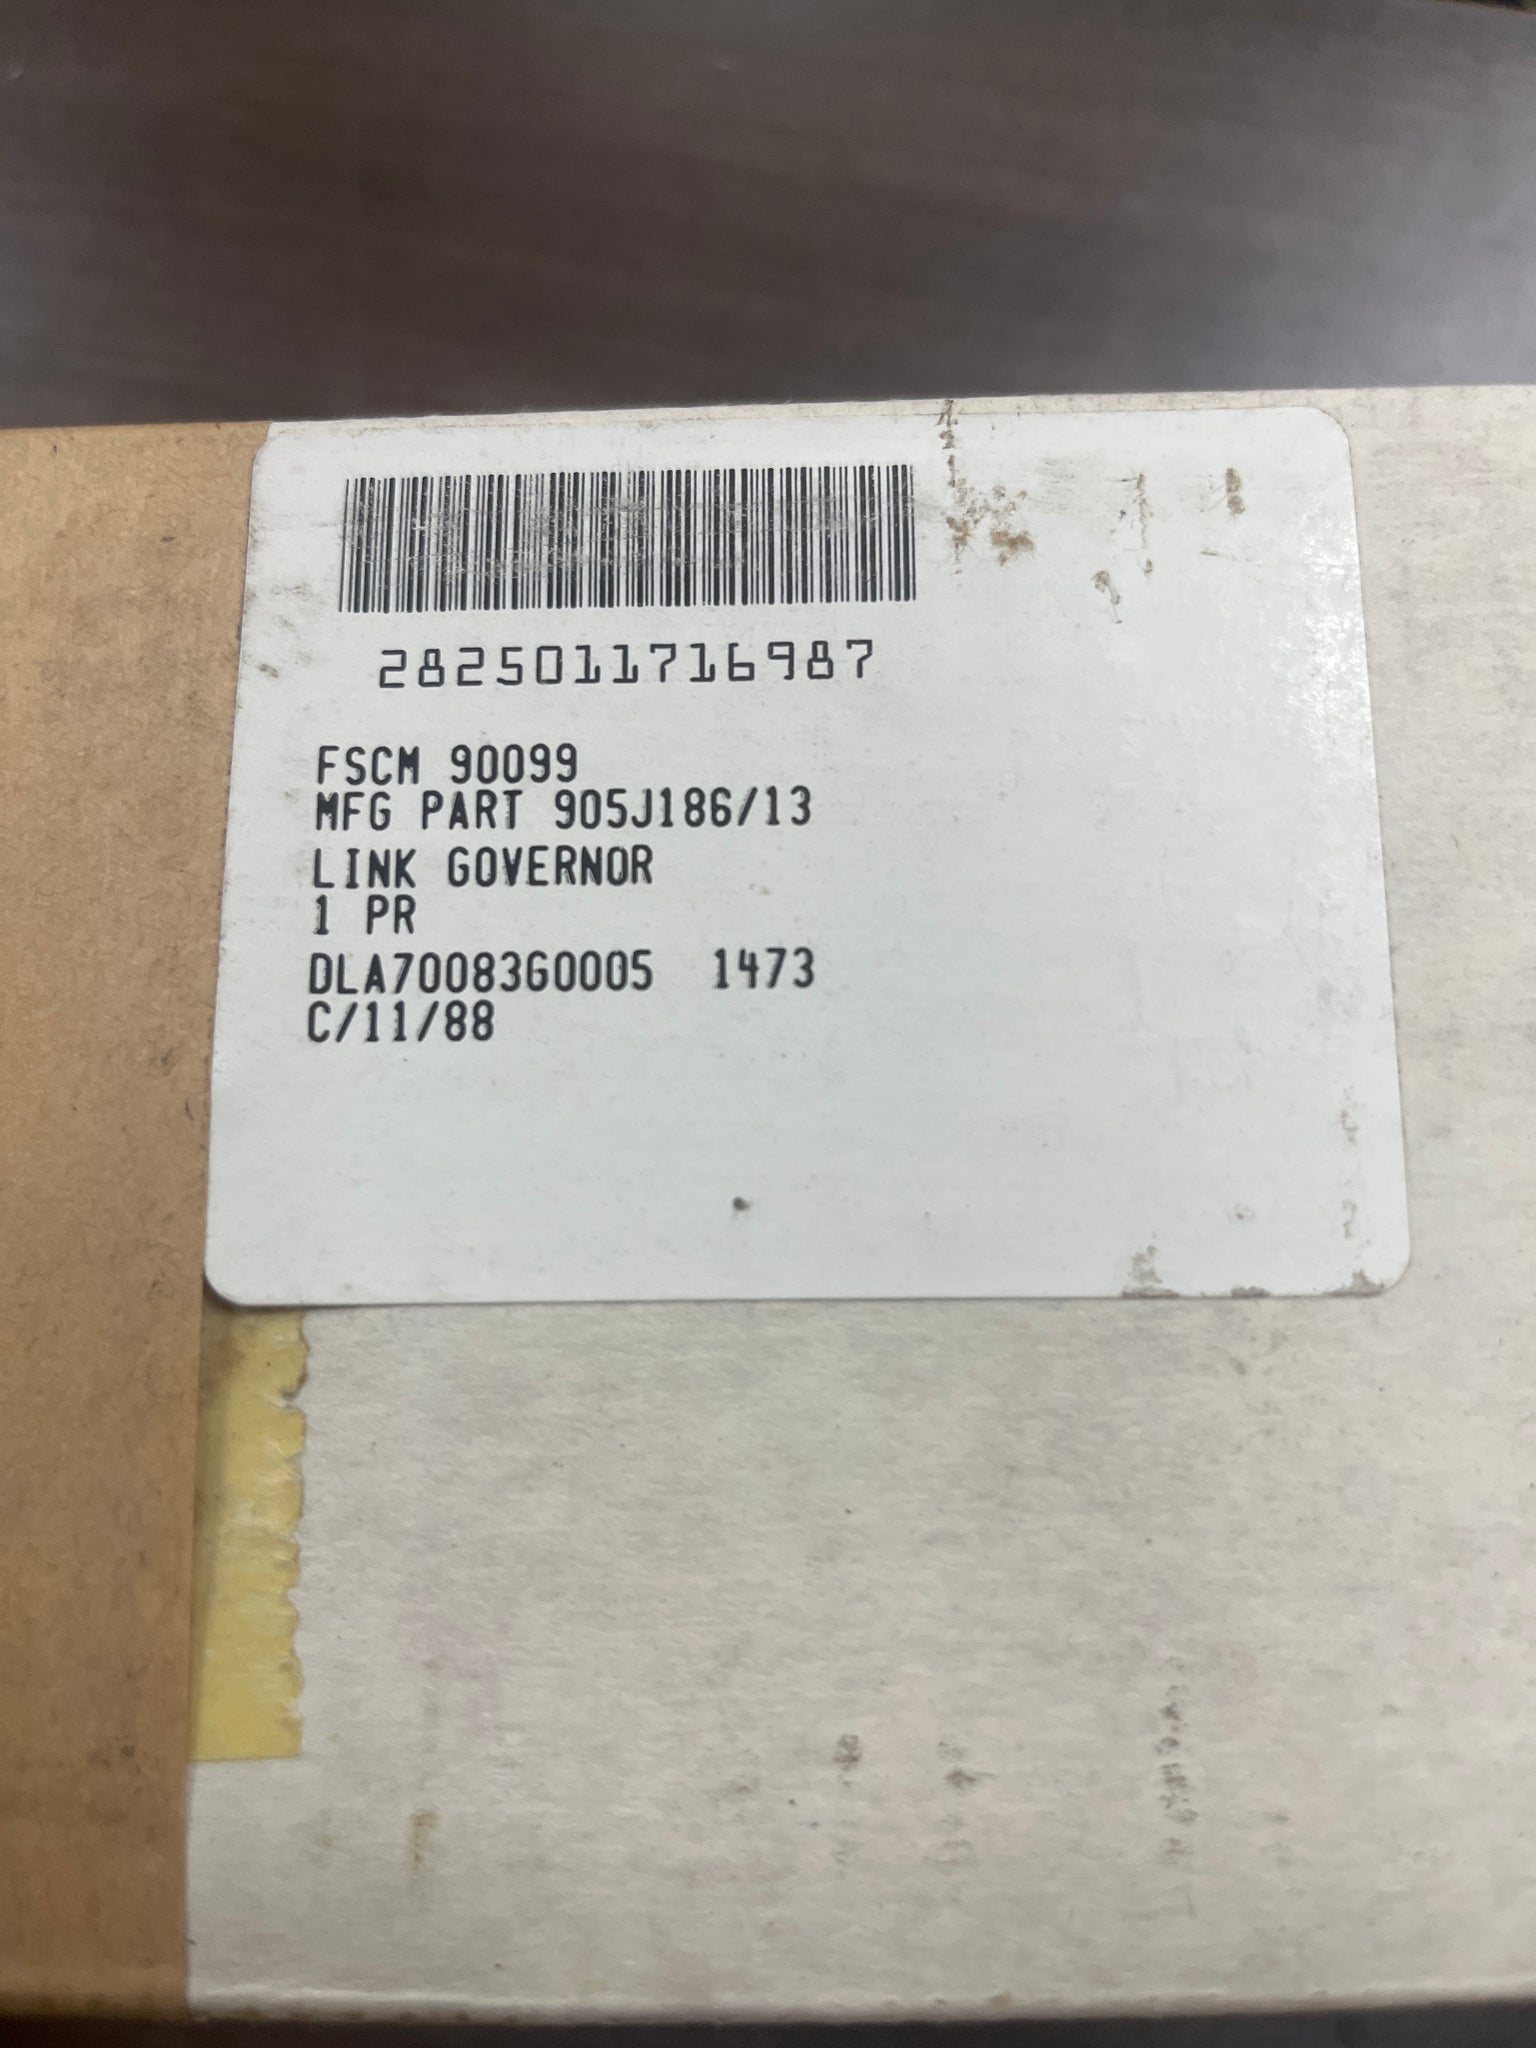 2825011716987
FSCM 90099
MFG PART 905J186/13
LINK GOVERNOR
1 PR
DLA70083G0005 1473
C/11/88